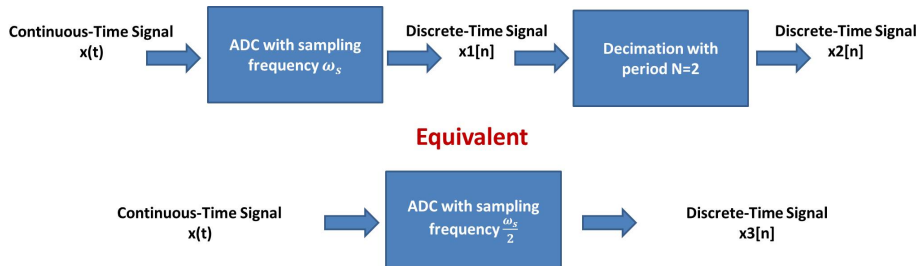 Continuous-Time Signal
x(t)
ADC with sampling
frequency ω𝑠
Discrete-Time Signal
x1[n]
Decimation with
period N=2
Discrete-Time Signal
x2[n]
Equivalent
Continuous-Time Signal
x(t)
ADC with sampling
frequency ω𝑠/2
Discrete-Time Signal
x3[n]